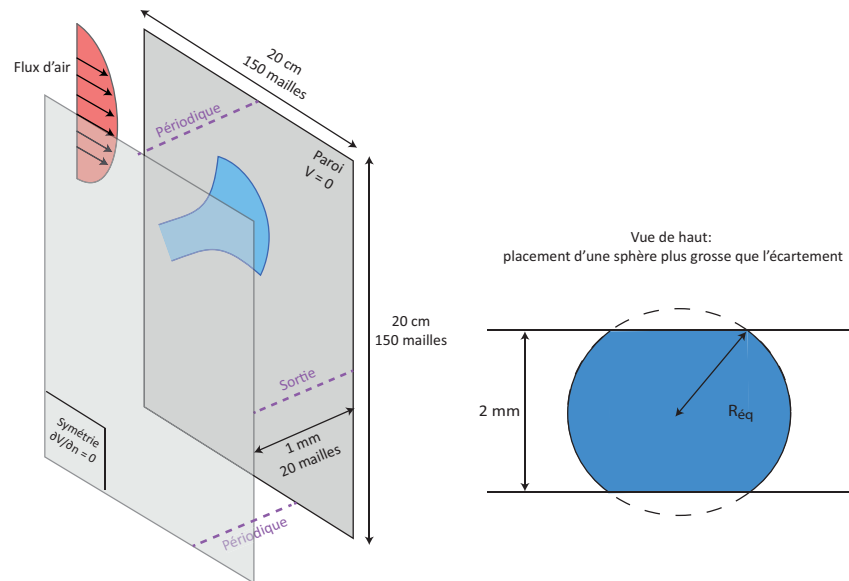 Flux d'air
20 cm
150 mailles
Périodique
Paroi
V = 0
20 cm
150 mailles
Sortie
1 mm
20 mailles
Symétrie
∂V/∂n = 0
Périodique
Vue de haut:
placement d'une sphère plus grosse que l'écartement
2 mm
Réq